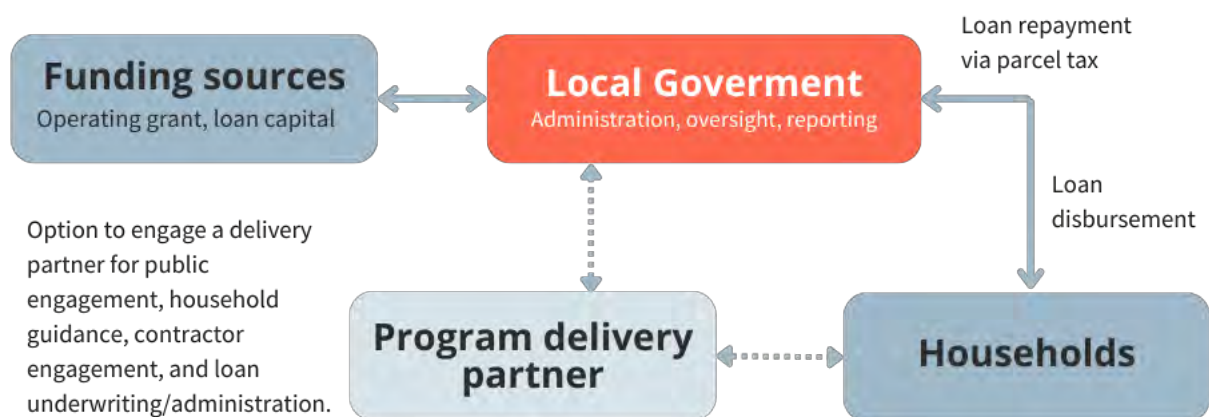 Funding sources
Operating grant, loan capital
Local Goverment
Administration, oversight, reporting
Loan repayment
via parcel tax
Loan
disbursement
Option to engage a delivery
partner for public
engagement, household
guidance, contractor
engagement, and loan
underwriting/administration.
Program delivery
partner
Households